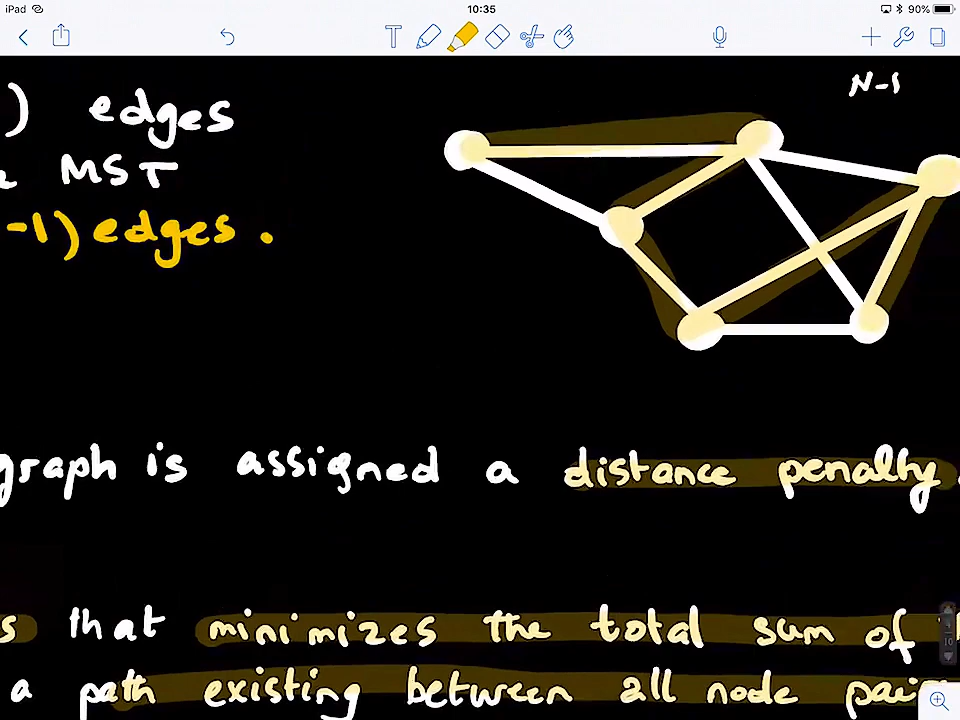 iPad
10:35
90%
T
N-1
) edges
MST
-1) edges.
graph is assigned a distance penalty
s that minimizes the total sum of
a path existing between all node pair